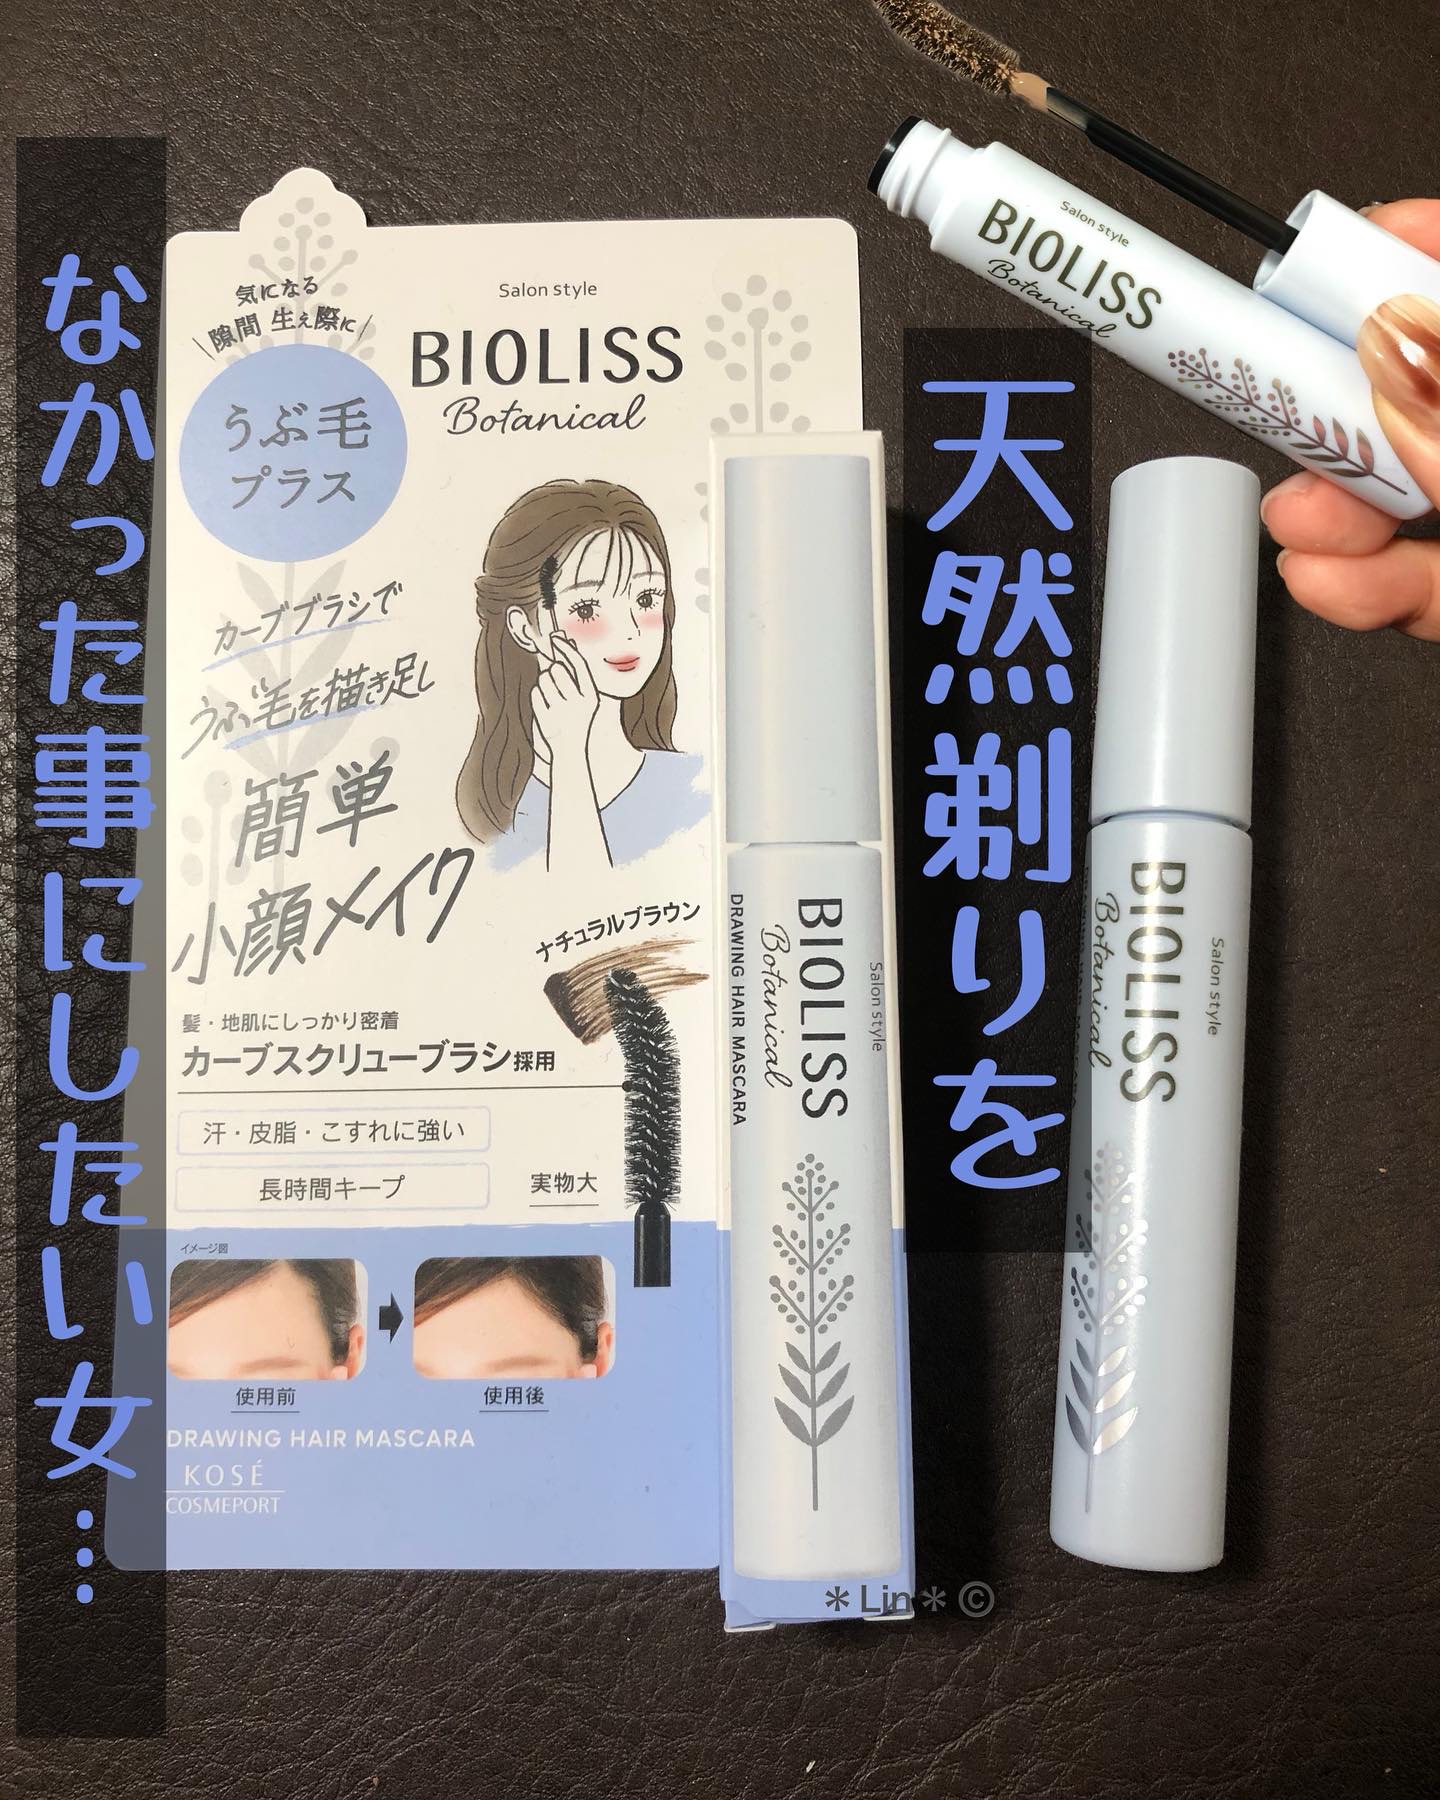 天然剃りを
なかった事にしたい女…
気になる
隙間 生え際に
うぶ毛
プラス
Salon style
BIOLISS
Botanical
カーブブラシで
うぶ毛を描き足し
簡単
小顔メイク
ナチュラルブラウン
髪・地肌にしっかり密着
カーブスクリューブラシ採用
汗・皮脂・こすれに強い
長時間キープ
実物大
イメージ図
使用前
使用後
DRAWING HAIR MASCARA
KOSÉ
COSMEPORT
Salon style
BIOLISS
Botanical
DRAWING HAIR MASCARA
Salon style
BIOLISS
Botanical
Salon style
BIOLISS
Botanical
＊Lin＊©